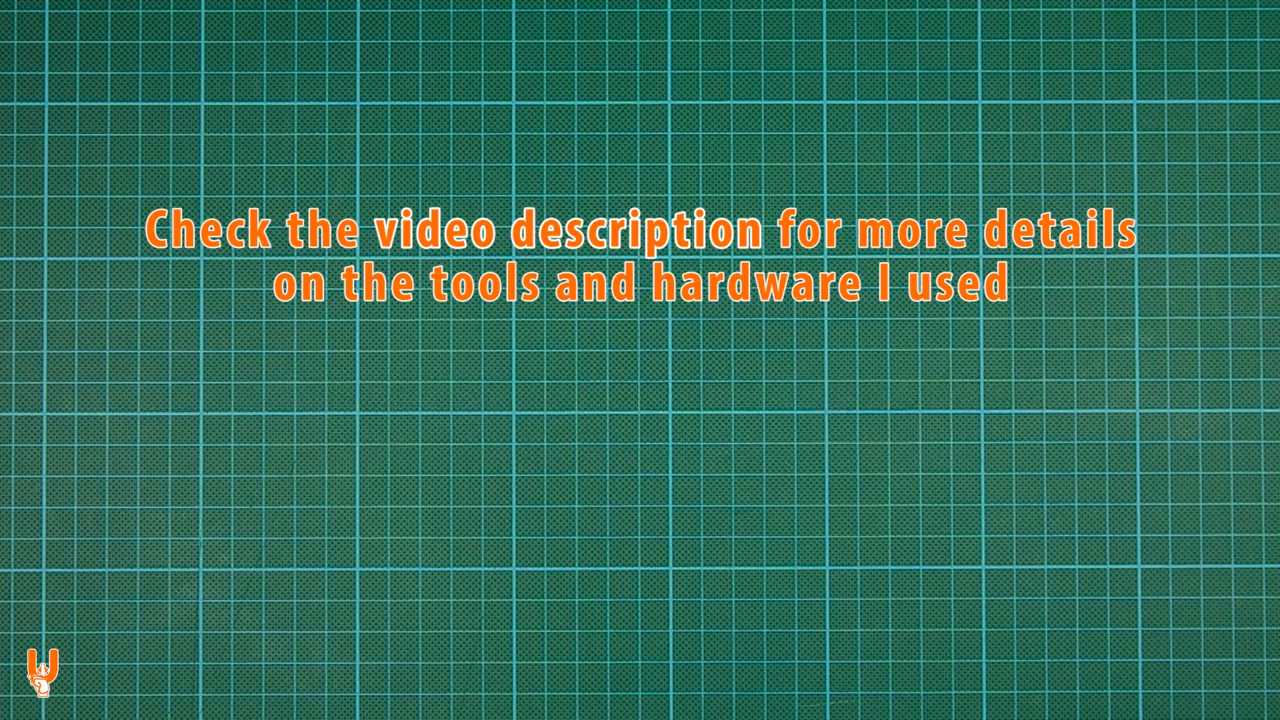 Check the video description for more details
on the tools and hardware I used